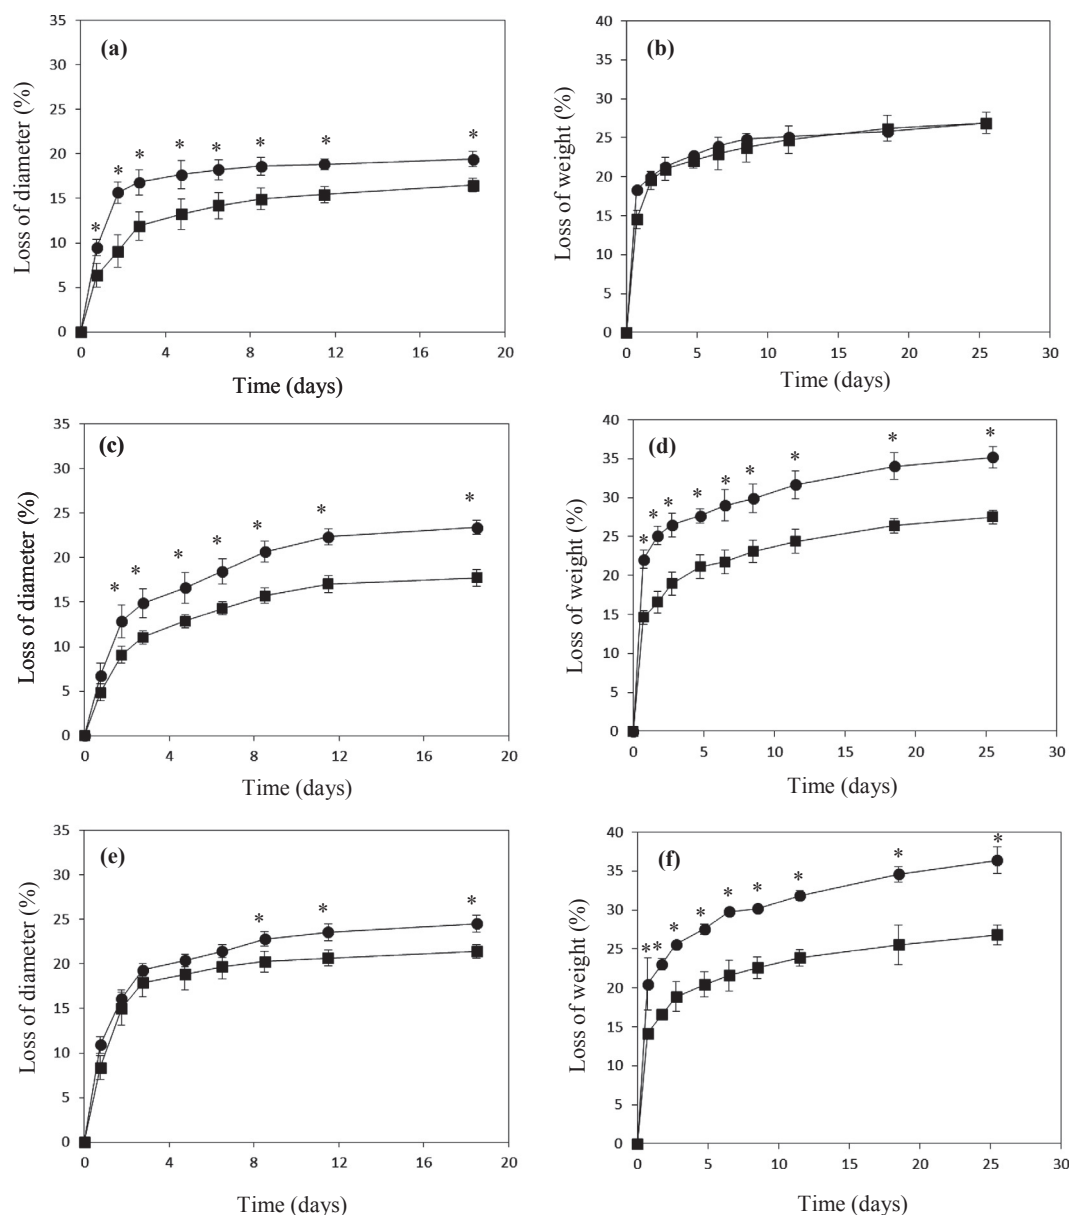 (a)
Loss of diameter (%)
35
30
25
20
15
10
5
0
* * * * * * * *
0 4 8 12 16 20
Time (days)
(b)
Loss of weight (%)
40
35
30
25
20
15
10
5
0
0 5 10 15 20 25 30
Time (days)
(c)
Loss of diameter (%)
35
30
25
20
15
10
5
0
* * * * * * *
0 4 8 12 16 20
Time (days)
(d)
Loss of weight (%)
40
35
30
25
20
15
10
5
0
* * * * * * * * *
0 5 10 15 20 25 30
Time (days)
(e)
Loss of diameter (%)
35
30
25
20
15
10
5
0
* * *
0 4 8 12 16 20
Time (days)
(f)
Loss of weight (%)
40
35
30
25
20
15
10
5
0
* * * * * * * * *
0 5 10 15 20 25 30
Time (days)